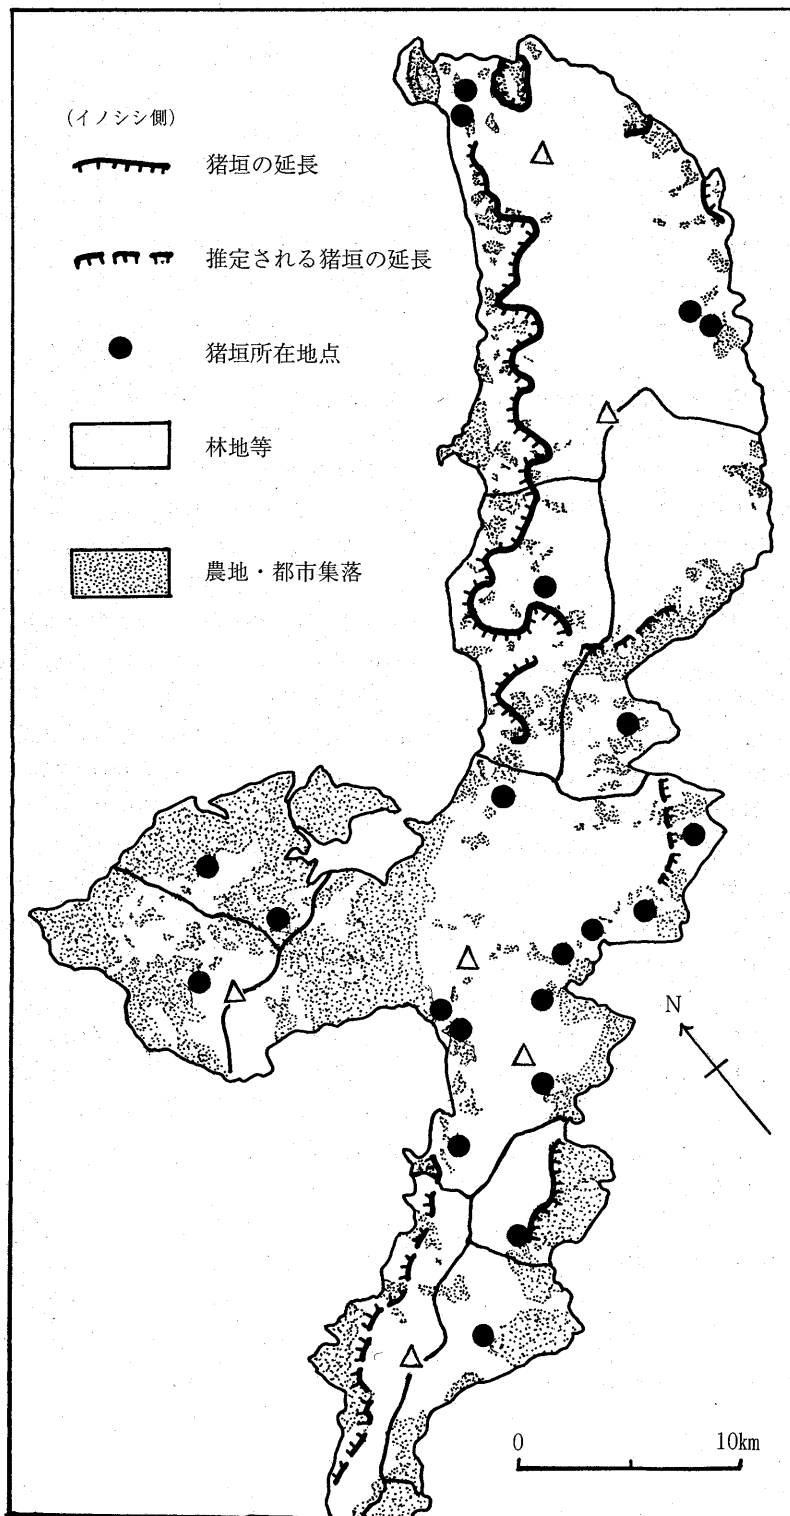 (イノシシ側)
猪垣の延長
推定される猪垣の延長
猪垣所在地点
林地等
農地・都市集落
N
0 10km